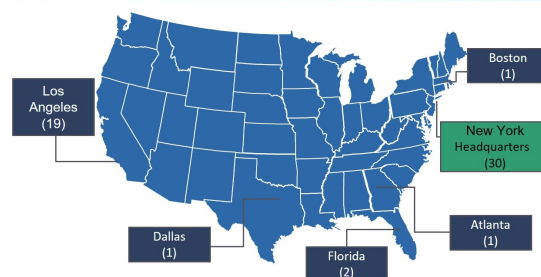 Boston
(1)
Los
Angeles
(19)
New York
Headquarters
(30)
Dallas
(1)
Florida
(2)
Atlanta
(1)